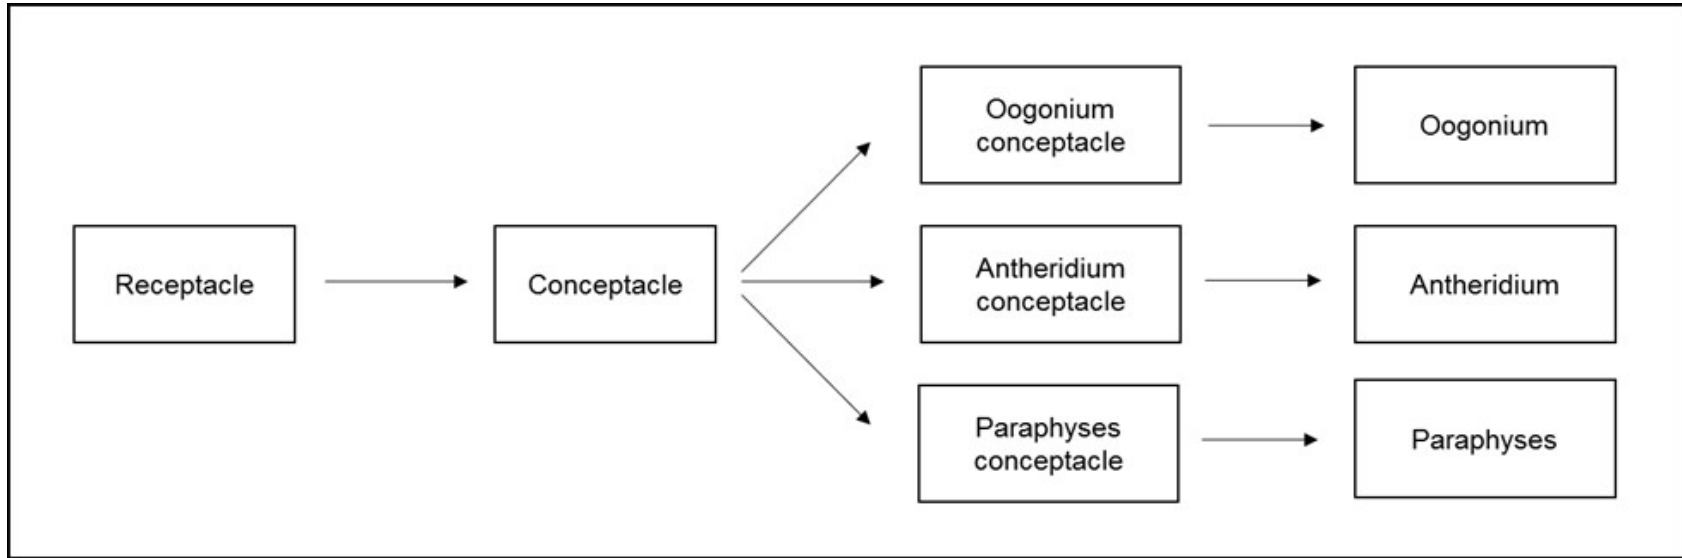 Receptacle
Conceptacle
Oogonium
conceptacle
Oogonium
Antheridium
conceptacle
Antheridium
Paraphyses
conceptacle
Paraphyses